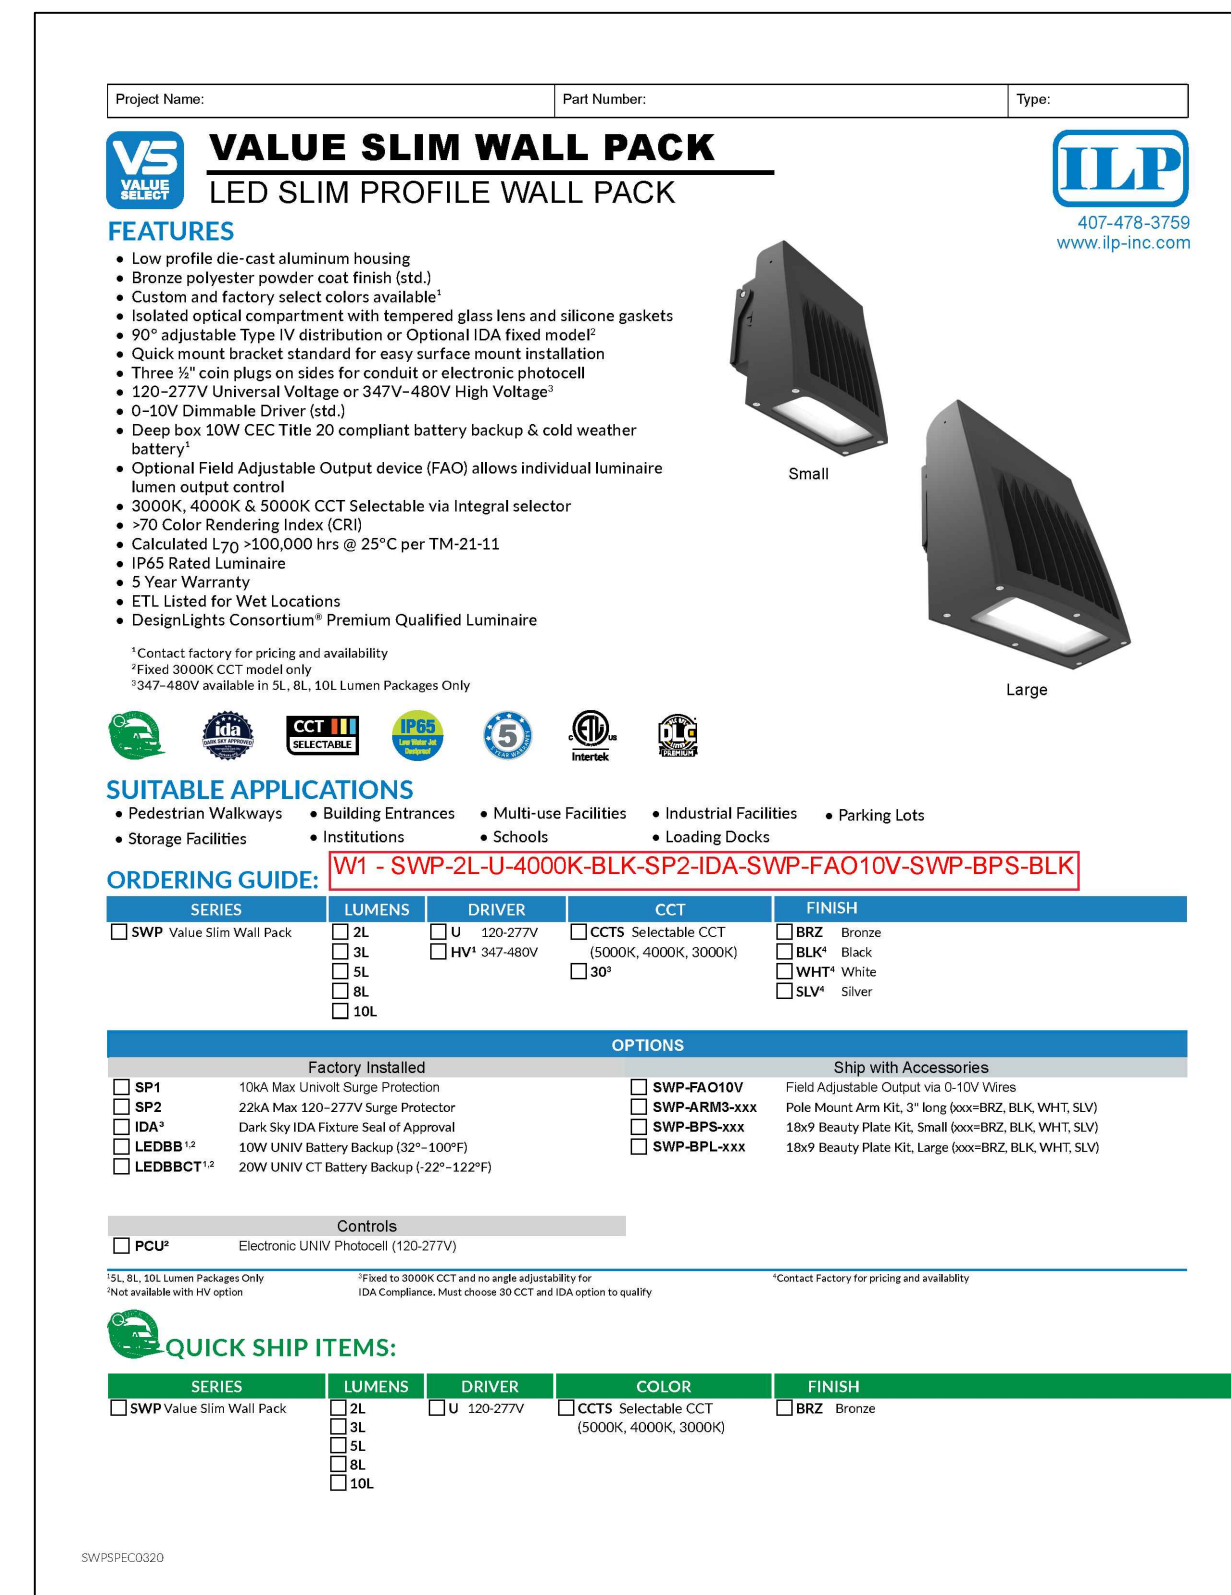 Project Name:
Part Number:
Type:
VS
VALUE
SELECT
VALUE SLIM WALL PACK
LED SLIM PROFILE WALL PACK
ILP
407-478-3759
www.ilp-inc.com
FEATURES
• Low profile die-cast aluminum housing
• Bronze polyester powder coat finish (std.)
• Custom and factory select colors available¹
• Isolated optical compartment with tempered glass lens and silicone gaskets
• 90° adjustable Type IV distribution or Optional IDA fixed model²
• Quick mount bracket standard for easy surface mount installation
• Three ½" coin plugs on sides for conduit or electronic photocell
• 120–277V Universal Voltage or 347V–480V High Voltage³
• 0–10V Dimmable Driver (std.)
• Deep box 10W CEC Title 20 compliant battery backup & cold weather
battery¹
• Optional Field Adjustable Output device (FAO) allows individual luminaire
lumen output control
• 3000K, 4000K & 5000K CCT Selectable via Integral selector
• >70 Color Rendering Index (CRI)
• Calculated L70 >100,000 hrs @ 25°C per TM-21-11
• IP65 Rated Luminaire
• 5 Year Warranty
• ETL Listed for Wet Locations
• DesignLights Consortium® Premium Qualified Luminaire
¹Contact factory for pricing and availability
²Fixed 3000K CCT model only
³347–480V available in 5L, 8L, 10L Lumen Packages Only
Small
Large
ida
DARK SKY APPROVED
CCT
SELECTABLE
IP65
Low Water Jet
Dustproof
5
YEAR WARRANTY
C ETL US
Intertek
DLC
PREMIUM
SUITABLE APPLICATIONS
• Pedestrian Walkways • Building Entrances • Multi-use Facilities • Industrial Facilities • Parking Lots
• Storage Facilities • Institutions • Schools • Loading Docks
ORDERING GUIDE: W1 - SWP-2L-U-4000K-BLK-SP2-IDA-SWP-FAO10V-SWP-BPS-BLK
SERIES LUMENS DRIVER CCT FINISH
SWP Value Slim Wall Pack 2L U 120-277V CCTS Selectable CCT BRZ Bronze
3L HV¹ 347-480V (5000K, 4000K, 3000K) BLK⁴ Black
5L 30³ WHT⁴ White
8L SLV⁴ Silver
10L
OPTIONS
Factory Installed Ship with Accessories
SP1 10kA Max Univolt Surge Protection SWP-FAO10V Field Adjustable Output via 0-10V Wires
SP2 22kA Max 120–277V Surge Protector SWP-ARM3-xxx Pole Mount Arm Kit, 3" long (xxx=BRZ, BLK, WHT, SLV)
IDA³ Dark Sky IDA Fixture Seal of Approval SWP-BPS-xxx 18x9 Beauty Plate Kit, Small (xxx=BRZ, BLK, WHT, SLV)
LEDBB¹,² 10W UNIV Battery Backup (32°–100°F) SWP-BPL-xxx 18x9 Beauty Plate Kit, Large (xxx=BRZ, BLK, WHT, SLV)
LEDBBCT¹,² 20W UNIV CT Battery Backup (-22°–122°F)
Controls
PCU² Electronic UNIV Photocell (120-277V)
¹5L, 8L, 10L Lumen Packages Only ³Fixed to 3000K CCT and no angle adjustability for ⁴Contact Factory for pricing and availablity
²Not available with HV option IDA Compliance. Must choose 30 CCT and IDA option to qualify
QUICK SHIP ITEMS:
SERIES LUMENS DRIVER COLOR FINISH
SWP Value Slim Wall Pack 2L U 120-277V CCTS Selectable CCT BRZ Bronze
3L (5000K, 4000K, 3000K)
5L
8L
10L
SWPSPEC0320